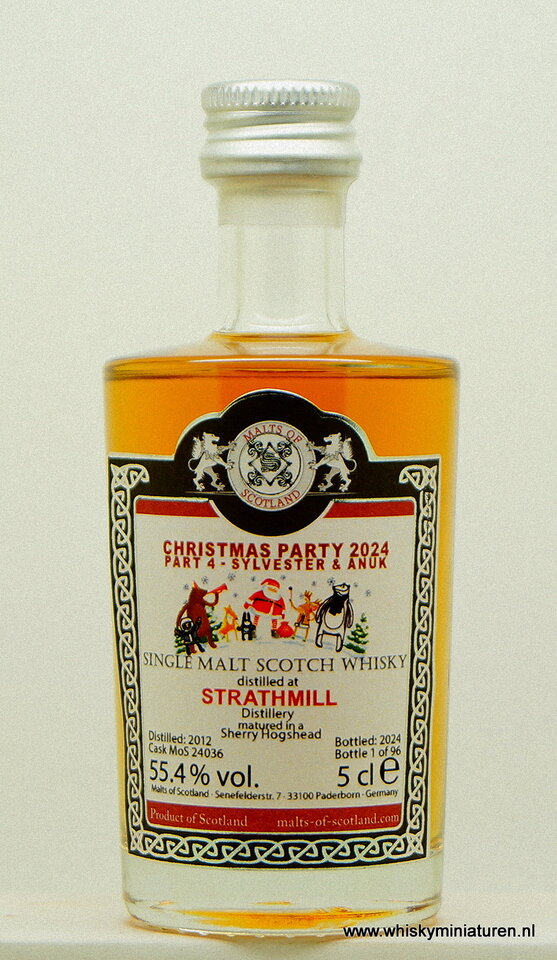 MALTS OF
SCOTLAND
CHRISTMAS PARTY 2024
PART 4 - SYLVESTER & ANUK
SINGLE MALT SCOTCH WHISKY
distilled at
STRATHMILL
Distillery
matured in a
Sherry Hogshead
Distilled: 2012
Cask MoS 24036
Bottled: 2024
Bottle 1 of 96
55.4% vol.
5 cl e
Malts of Scotland · Senefelderstr. 7 · 33100 Paderborn · Germany
Product of Scotland
malts-of-scotland.com
www.whiskyminiaturen.nl